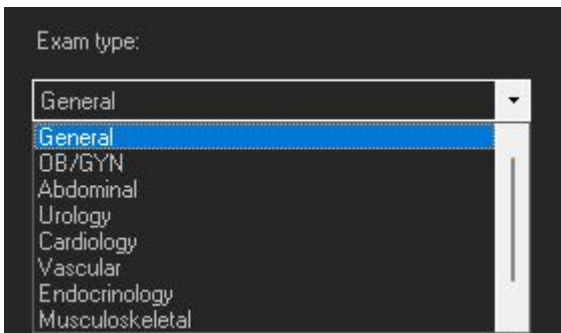 Exam type:
General
General
OB/GYN
Abdominal
Urology
Cardiology
Vascular
Endocrinology
Musculoskeletal